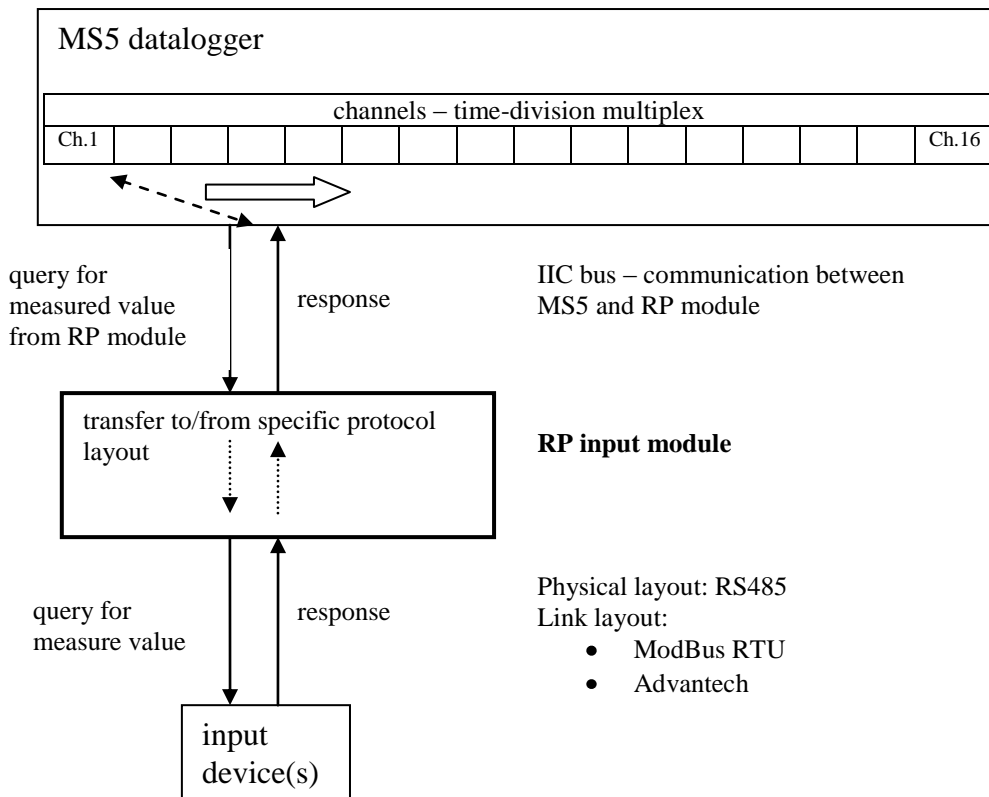 MS5 datalogger
channels – time-division multiplex
Ch.1
Ch.16
query for
measured value
from RP module
response
IIC bus – communication between
MS5 and RP module
transfer to/from specific protocol
layout
RP input module
query for
measure value
response
Physical layout: RS485
Link layout:
• ModBus RTU
• Advantech
input
device(s)